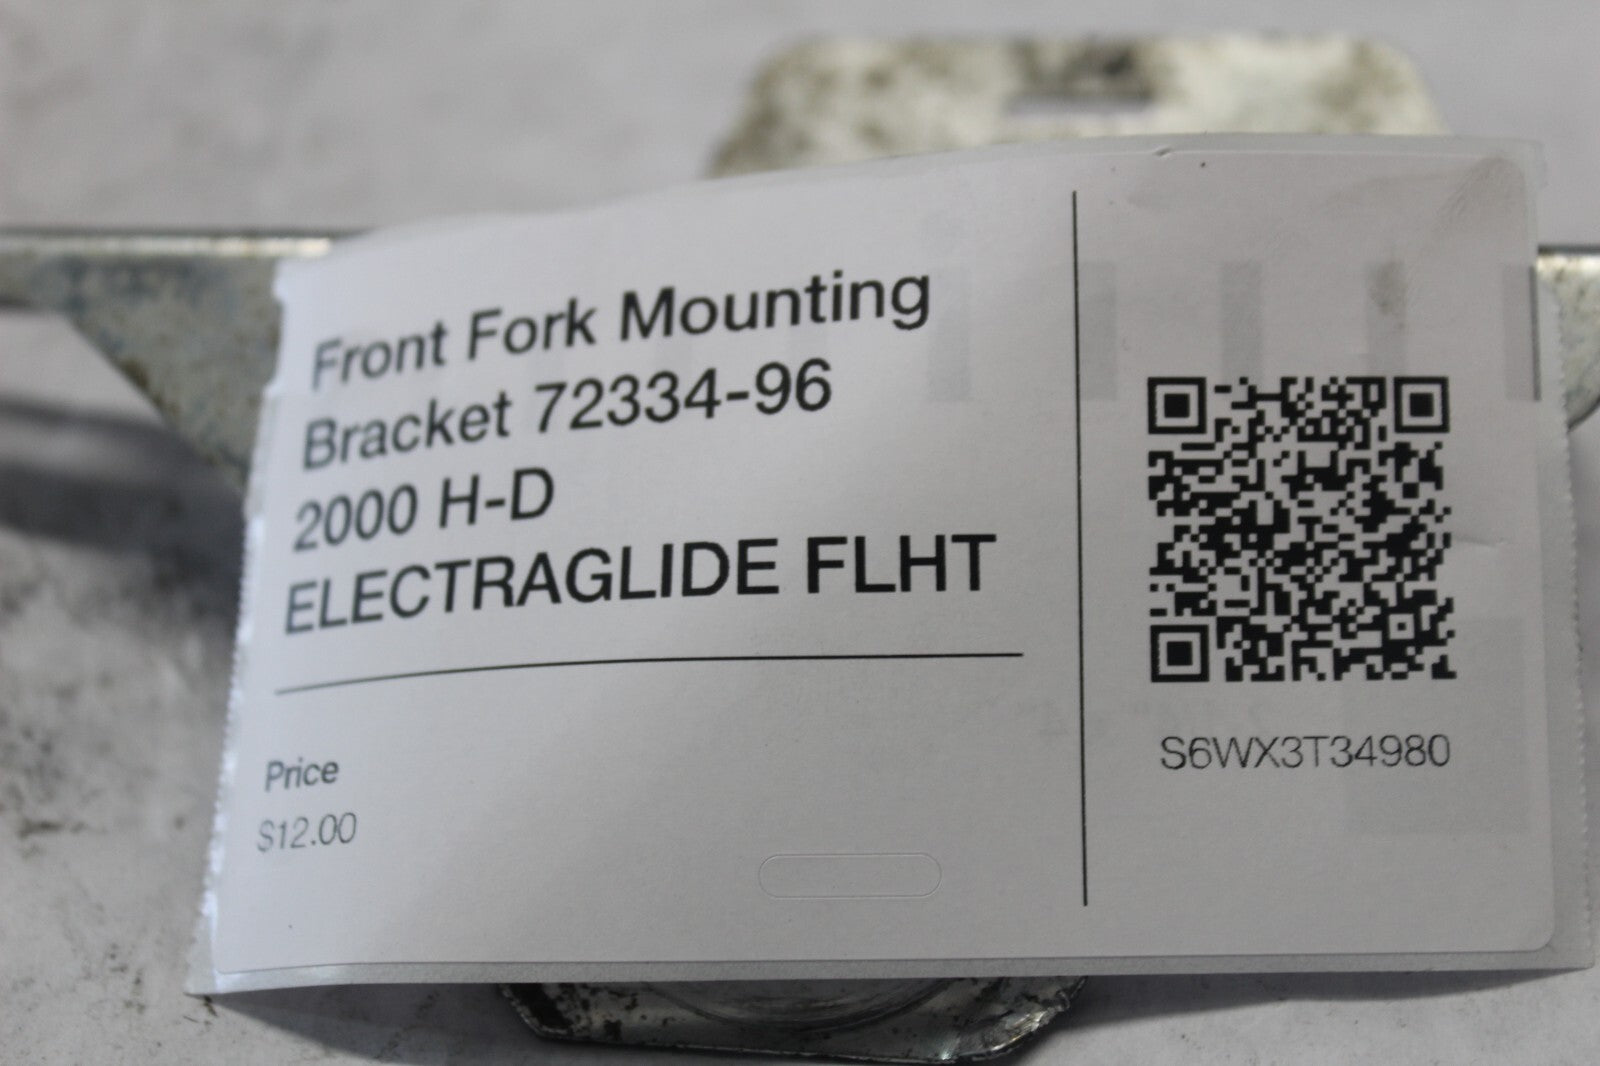 Front Fork Mounting
Bracket 72334-96
2000 H-D
ELECTRAGLIDE FLHT
Price
$12.00
S6WX3T34980